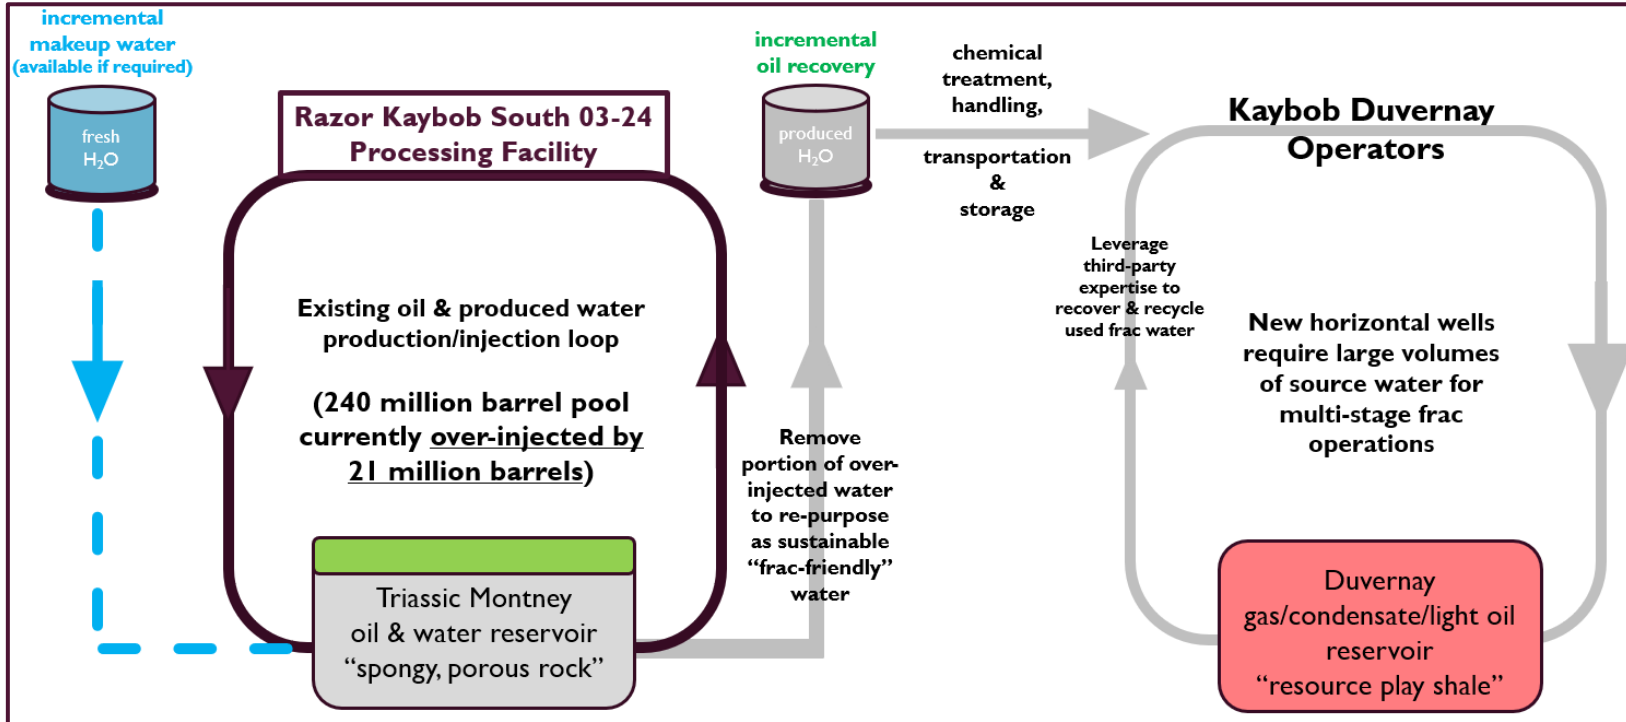 incremental
makeup water
(available if required)
fresh
H₂O
Razor Kaybob South 03-24
Processing Facility
Existing oil & produced water
production/injection loop
(240 million barrel pool
currently over-injected by
21 million barrels)
Triassic Montney
oil & water reservoir
“spongy, porous rock”
incremental
oil recovery
produced
H₂O
Remove
portion of over-
injected water
to re-purpose
as sustainable
“frac-friendly”
water
chemical
treatment,
handling,
transportation
&
storage
Kaybob Duvernay
Operators
Leverage
third-party
expertise to
recover & recycle
used frac water
New horizontal wells
require large volumes
of source water for
multi-stage frac
operations
Duvernay
gas/condensate/light oil
reservoir
“resource play shale”